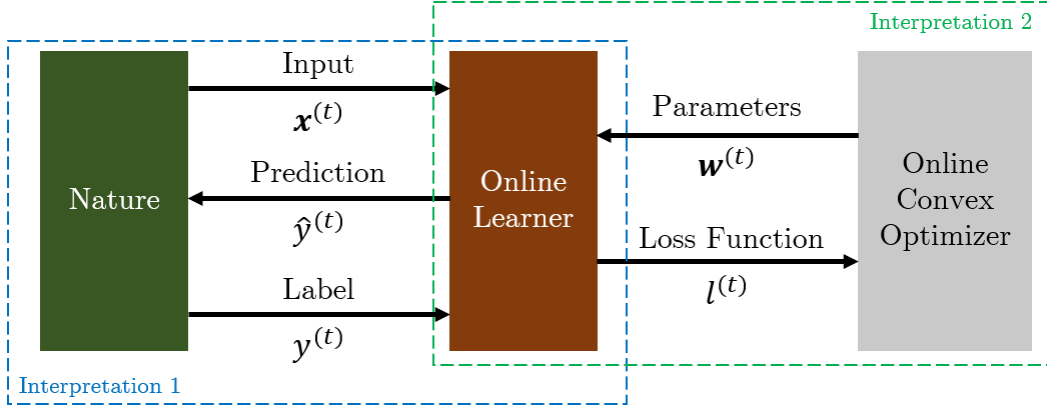 Interpretation 2
Input
𝒙⁽ᵗ⁾
Parameters
𝒘⁽ᵗ⁾
Nature
Prediction
ŷ⁽ᵗ⁾
Online
Learner
Online
Convex
Optimizer
Loss Function
l⁽ᵗ⁾
Label
y⁽ᵗ⁾
Interpretation 1